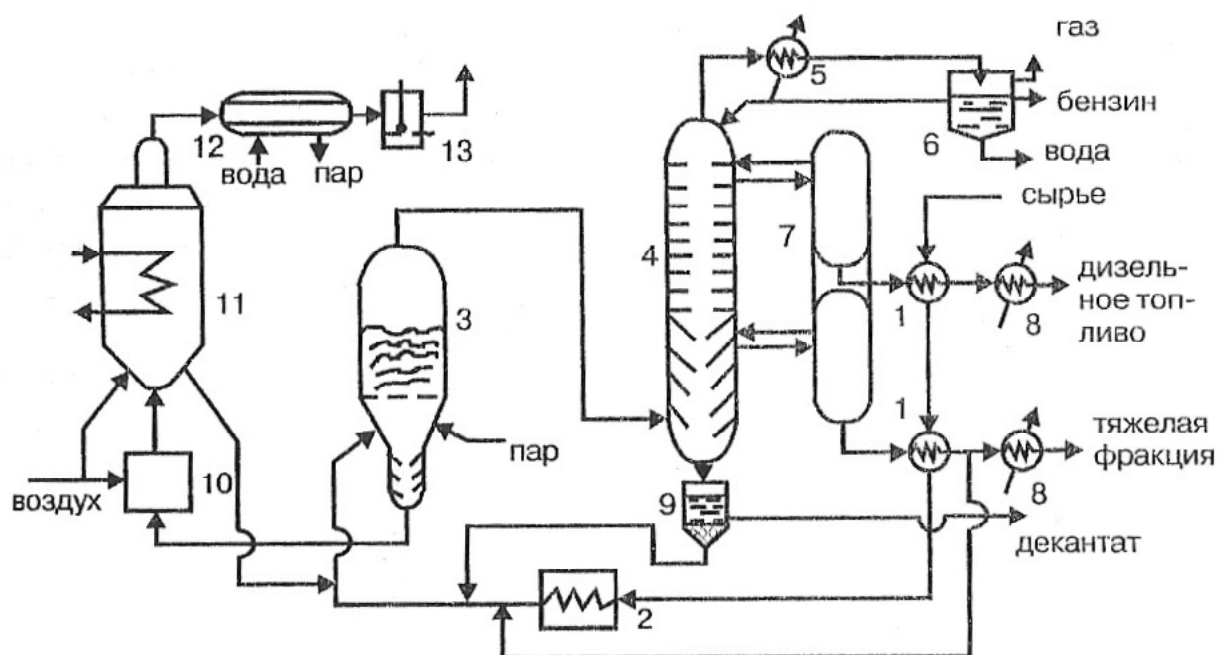 газ
5
бензин
12
13
6
вода
пар
вода
сырье
4
7
11
3
дизель-
ное топ-
ливо
1
8
1
тяжелая
фракция
пар
10
воздух
9
8
декантат
2